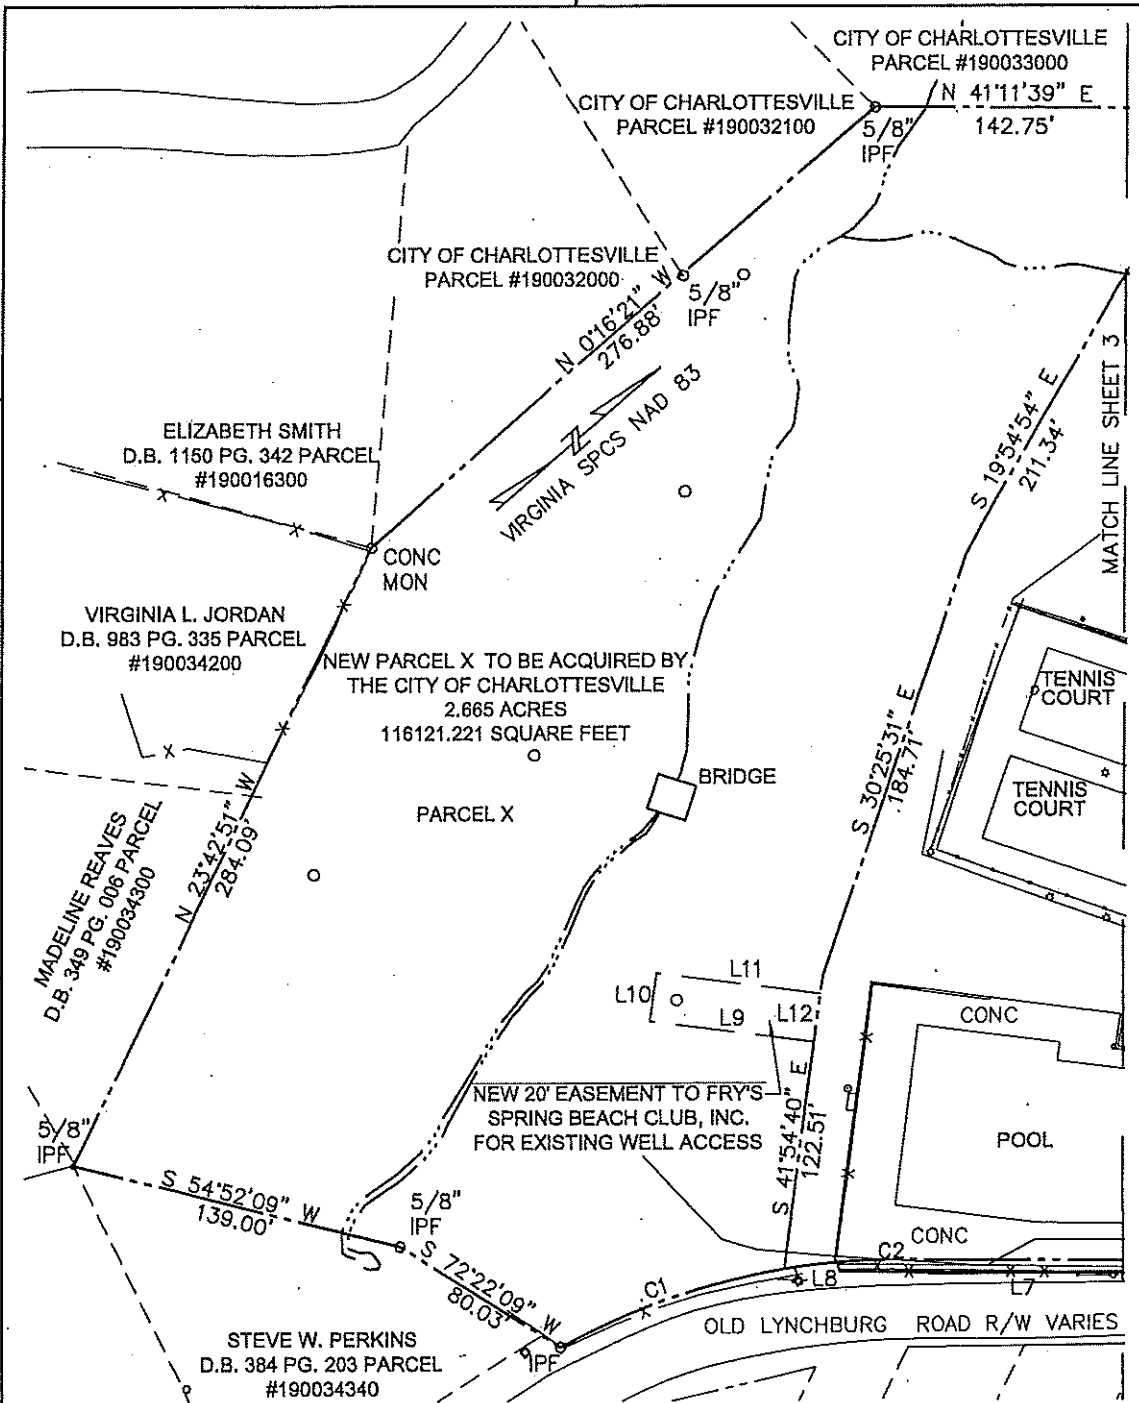 CITY OF CHARLOTTESVILLE
PARCEL #190033000
N 41°11'39" E
142.75'
CITY OF CHARLOTTESVILLE
PARCEL #190032100
5/8"
IPF
CITY OF CHARLOTTESVILLE
PARCEL #190032000
5/8"
IPF
N 0°16'21" W
276.88'
VIRGINIA SPCS NAD 83
S 19°54'54" E
211.34'
MATCH LINE SHEET 3
ELIZABETH SMITH
D.B. 1150 PG. 342 PARCEL
#190016300
CONC
MON
VIRGINIA L. JORDAN
D.B. 983 PG. 335 PARCEL
#190034200
NEW PARCEL X TO BE ACQUIRED BY
THE CITY OF CHARLOTTESVILLE
2.665 ACRES
116121.221 SQUARE FEET
TENNIS
COURT
S 30°25'31" E
184.71'
BRIDGE
TENNIS
COURT
PARCEL X
N 23°42'51" W
284.09'
MADELINE REAVES
D.B. 349 PG. 006 PARCEL
#190034300
L11
L10
L9
L12
CONC
NEW 20' EASEMENT TO FRY'S
SPRING BEACH CLUB, INC.
FOR EXISTING WELL ACCESS
S 41°54'40" E
122.51'
POOL
5/8"
IPF
S 54°52'09" W
139.00'
5/8"
IPF
S 72°22'09" W
80.03'
CONC
C2
C1
L8
L7
OLD LYNCHBURG ROAD R/W VARIES
IPF
STEVE W. PERKINS
D.B. 384 PG. 203 PARCEL
#190034340